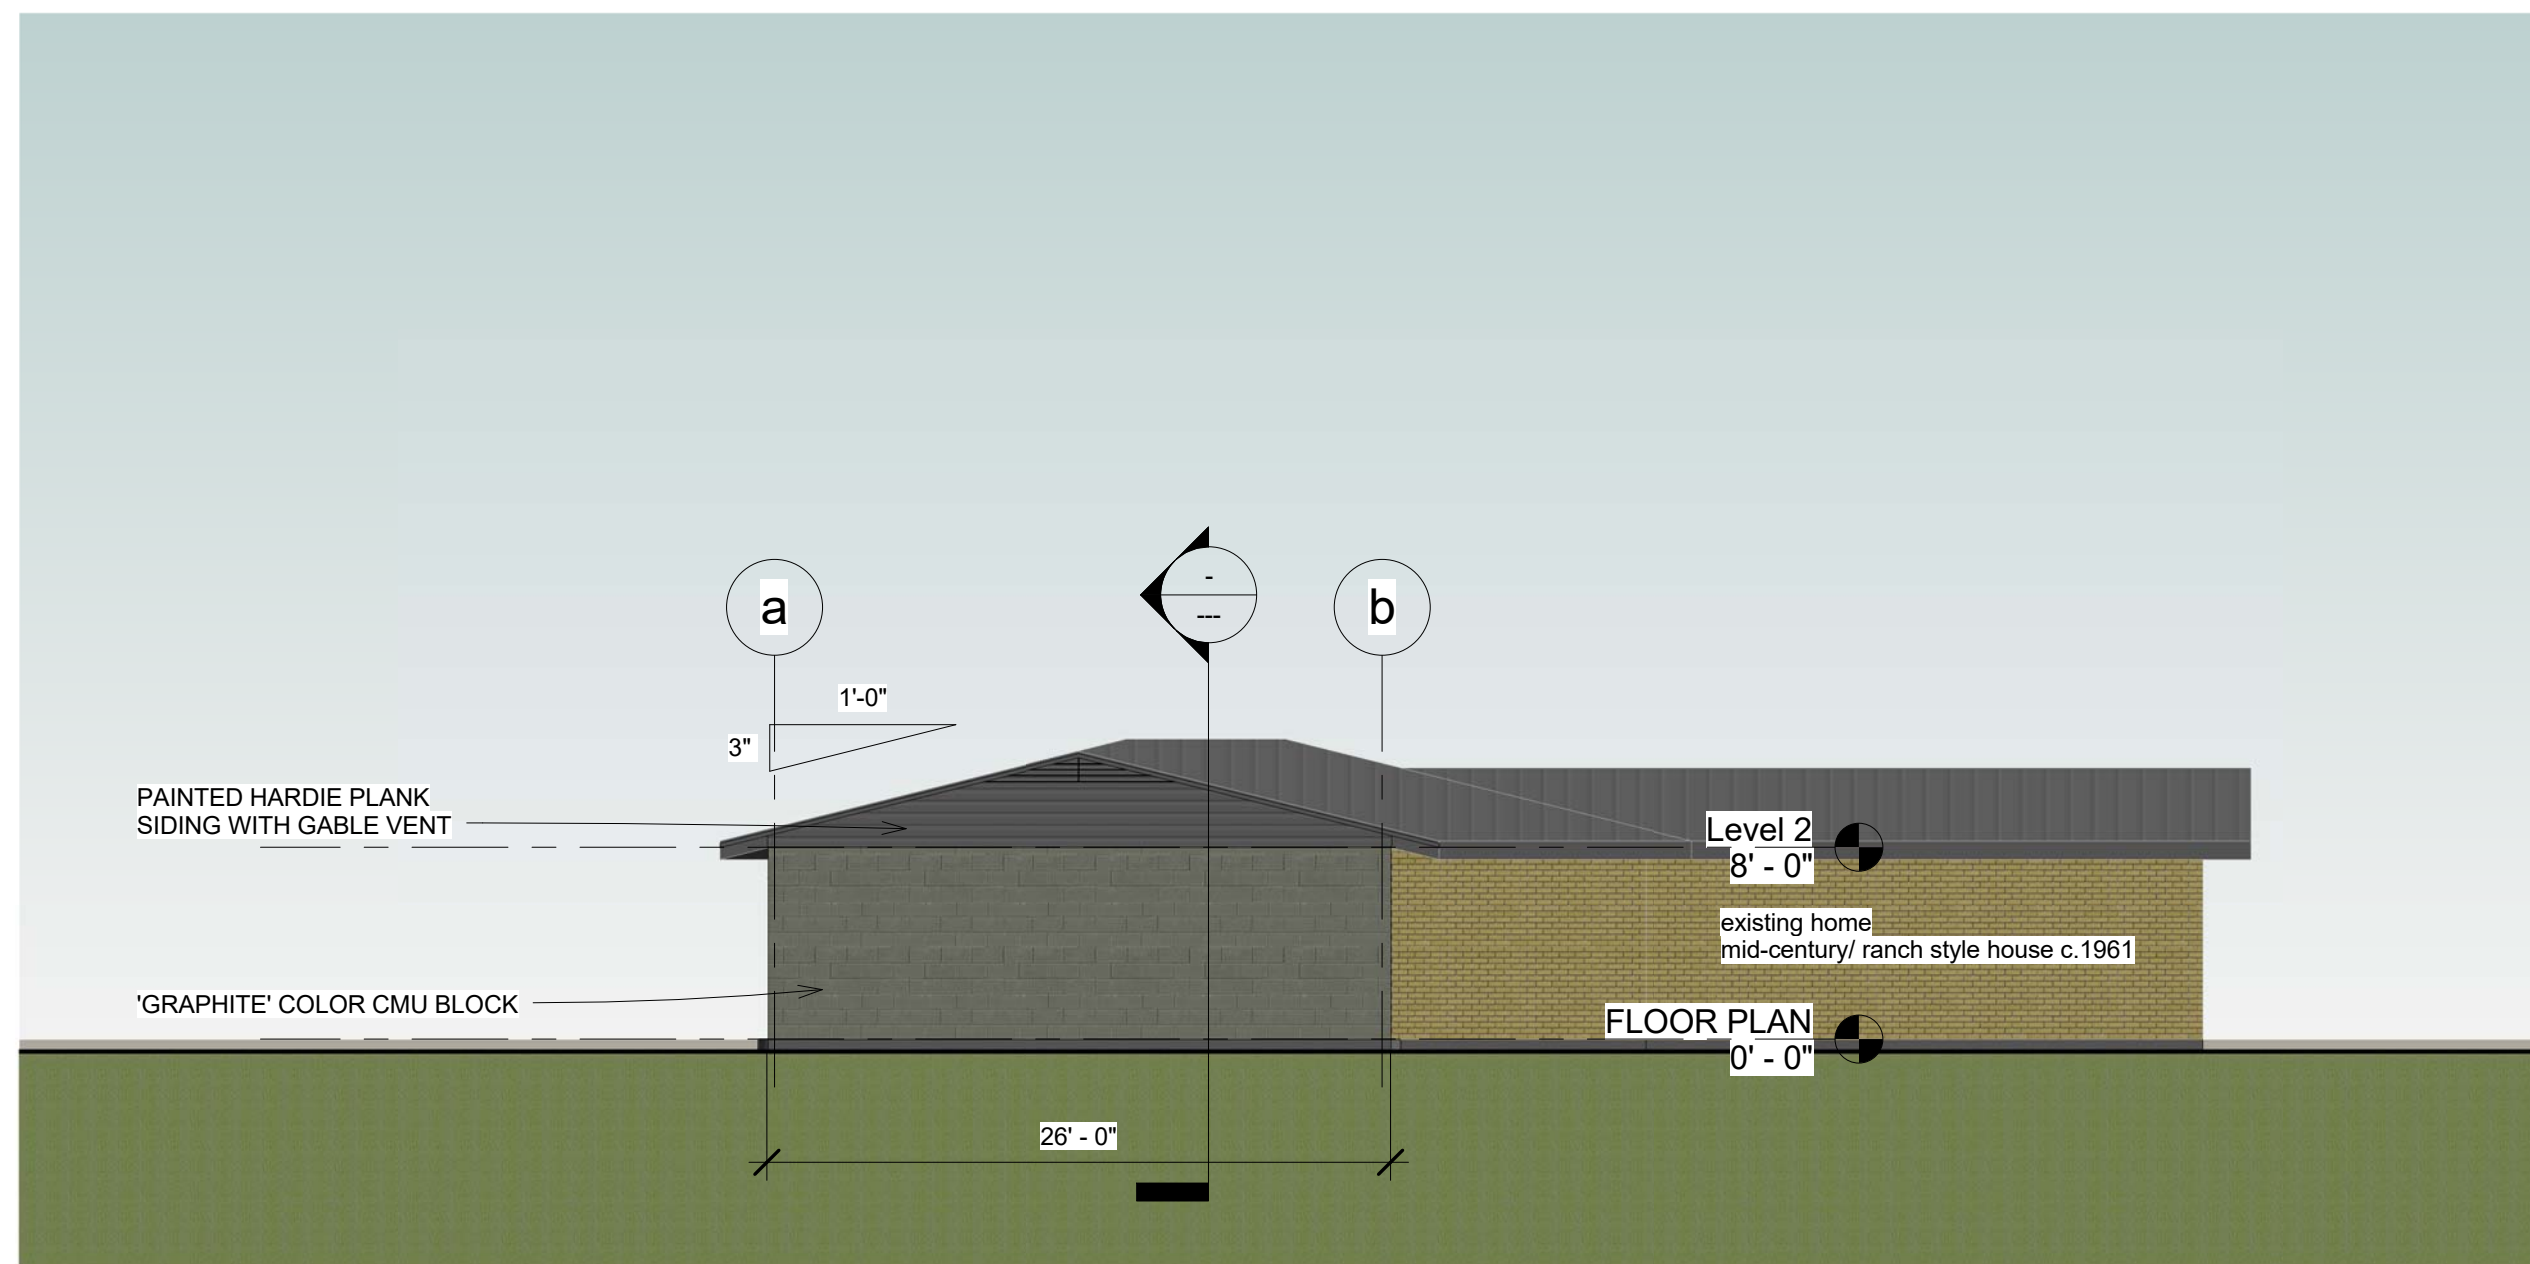 a
-
---
b
1'-0"
3"
PAINTED HARDIE PLANK
SIDING WITH GABLE VENT
Level 2
8' - 0"
existing home
mid-century/ ranch style house c.1961
'GRAPHITE' COLOR CMU BLOCK
FLOOR PLAN
0' - 0"
26' - 0"